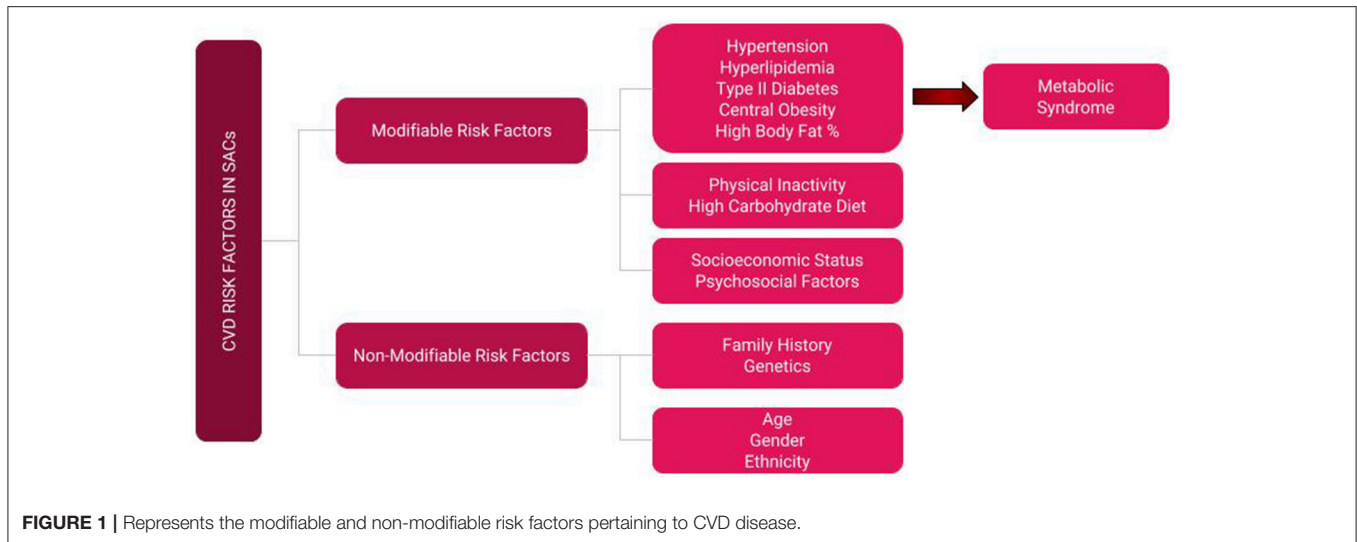 CVD RISK FACTORS IN SACs
Modifiable Risk Factors
Hypertension
Hyperlipidemia
Type II Diabetes
Central Obesity
High Body Fat %
Metabolic
Syndrome
Physical Inactivity
High Carbohydrate Diet
Socioeconomic Status
Psychosocial Factors
Non-Modifiable Risk Factors
Family History
Genetics
Age
Gender
Ethnicity
FIGURE 1 | Represents the modifiable and non-modifiable risk factors pertaining to CVD disease.